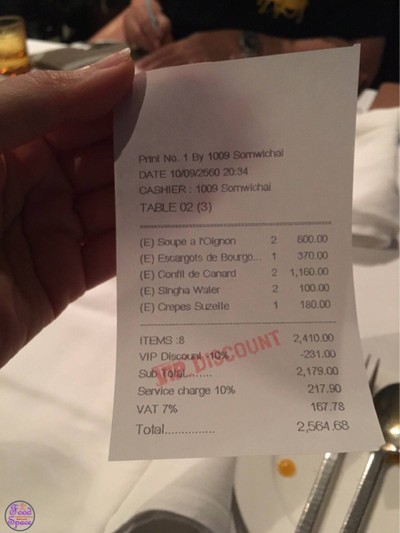 Print No. 1 By 1009 Somwichai
DATE 10/09/2560 20:34
CASHIER : 1009 Somwichai
TABLE 02 (3)
(E) Soupe a l'Oignon 2 600.00
(E) Escargots de Bourgo... 1 370.00
(E) Confit de Canard 2 1,160.00
(E) Singha Water 2 100.00
(E) Crepes Suzette 1 180.00
ITEMS :8 2,410.00
VIP Discount -10% -231.00
VIP DISCOUNT
Sub Total........ 2,179.00
Service charge 10% 217.90
VAT 7% 167.78
Total............... 2,564.68
Food
Space